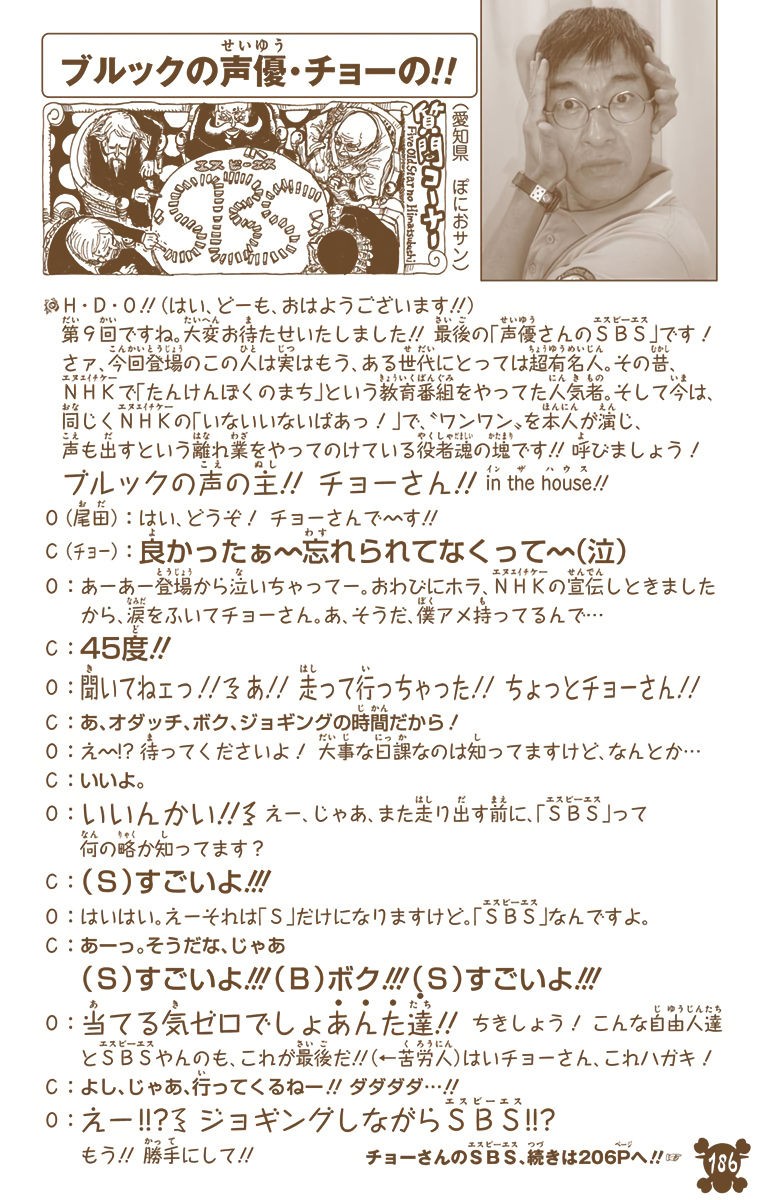 ブルックの声優・チョーの!!
エスビーエス
SBS
質問コーナー
Five Old Star no Himatsubushi
(愛知県 ぽにおサン)
H・D・O!!(はい、どーも、おはようございます!!)
第9回ですね。大変お待たせいたしました!! 最後の「声優さんのSBS」です!
さァ、今回登場のこの人は実はもう、ある世代にとっては超有名人。その昔、
NHKで「たんけんぼくのまち」という教育番組をやってた人気者。そして今は、
同じくNHKの「いないいないばあっ!」で、〝ワンワン〟を本人が演じ、
声も出すという離れ業をやってのけている役者魂の塊です!! 呼びましょう!
ブルックの声の主!! チョーさん!! in the house!!
O(尾田):はい、どうぞ! チョーさんで〜す!!
C(チョー):良かったぁ〜忘れられてなくって〜(泣)
O:あーあー登場から泣いちゃってー。おわびにホラ、NHKの宣伝しときました
から、涙をふいてチョーさん。あ、そうだ、僕アメ持ってるんで…
C:45度!!
O:聞いてねェっ!! あ!! 走って行っちゃった!! ちょっとチョーさん!!
C:あ、オダッチ、ボク、ジョギングの時間だから!
O:え〜!? 待ってくださいよ! 大事な日課なのは知ってますけど、なんとか…
C:いいよ。
O:いいんかい!! えー、じゃあ、また走り出す前に、「SBS」って
何の略か知ってます?
C:(S)すごいよ!!!
O:はいはい。えーそれは「S」だけになりますけど。「SBS」なんですよ。
C:あーっ。そうだな、じゃあ
(S)すごいよ!!!(B)ボク!!!(S)すごいよ!!!
O:当てる気ゼロでしょあんた達!! ちきしょう! こんな自由人達
とSBSやんのも、これが最後だ!!(←苦労人)はいチョーさん、これハガキ!
C:よし、じゃあ、行ってくるねー!! ダダダダ…!!
O:えー!!? ジョギングしながらSBS!!?
もう!! 勝手にして!!
チョーさんのSBS、続きは206Pへ!!☞
186